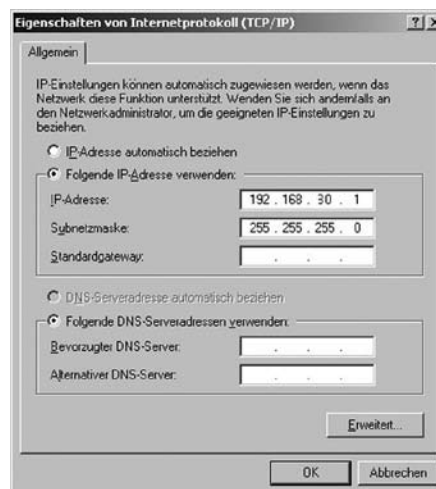 Eigenschaften von Internetprotokoll (TCP/IP)
Allgemein
IP-Einstellungen können automatisch zugewiesen werden, wenn das
Netzwerk diese Funktion unterstützt. Wenden Sie sich andernfalls an
den Netzwerkadministrator, um die geeigneten IP-Einstellungen zu
beziehen.
IP-Adresse automatisch beziehen
Folgende IP-Adresse verwenden:
IP-Adresse: 192 . 168 . 30 . 1
Subnetzmaske: 255 . 255 . 255 . 0
Standardgateway: . . .
DNS-Serveradresse automatisch beziehen
Folgende DNS-Serveradressen verwenden:
Bevorzugter DNS-Server: . . .
Alternativer DNS-Server: . . .
Erweitert...
OK Abbrechen